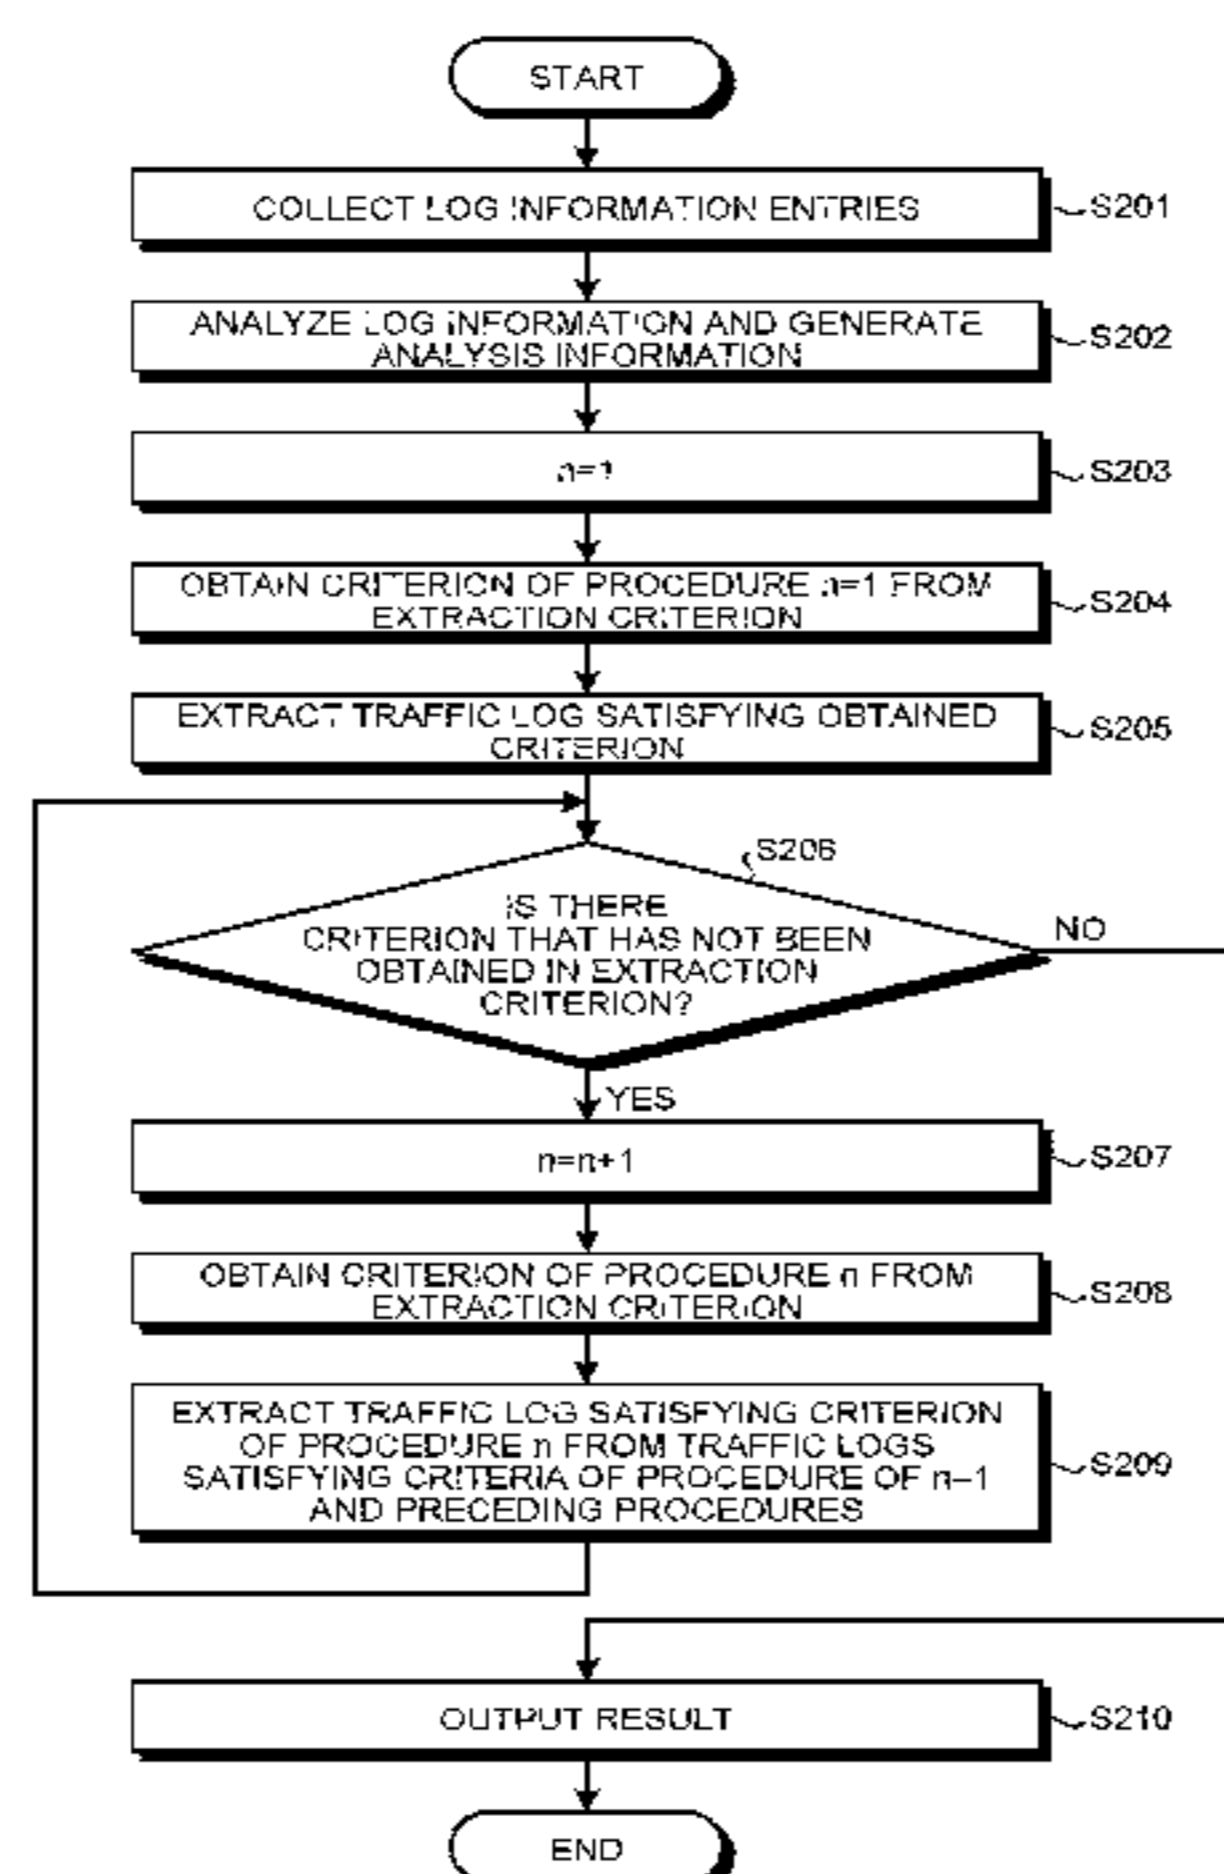 START
COLLECT LOG INFORMATION ENTRIES
S201
ANALYZE LOG INFORMATION AND GENERATE
ANALYSIS INFORMATION
S202
n=1
S203
OBTAIN CRITERION OF PROCEDURE n=1 FROM
EXTRACTION CRITERION
S204
EXTRACT TRAFFIC LOG SATISFYING OBTAINED
CRITERION
S205
S206
IS THERE
CRITERION THAT HAS NOT BEEN
OBTAINED IN EXTRACTION
CRITERION?
NO
YES
n=n+1
S207
OBTAIN CRITERION OF PROCEDURE n FROM
EXTRACTION CRITERION
S208
EXTRACT TRAFFIC LOG SATISFYING CRITERION
OF PROCEDURE n FROM TRAFFIC LOGS
SATISFYING CRITERIA OF PROCEDURE OF n−1
AND PRECEDING PROCEDURES
S209
OUTPUT RESULT
S210
END